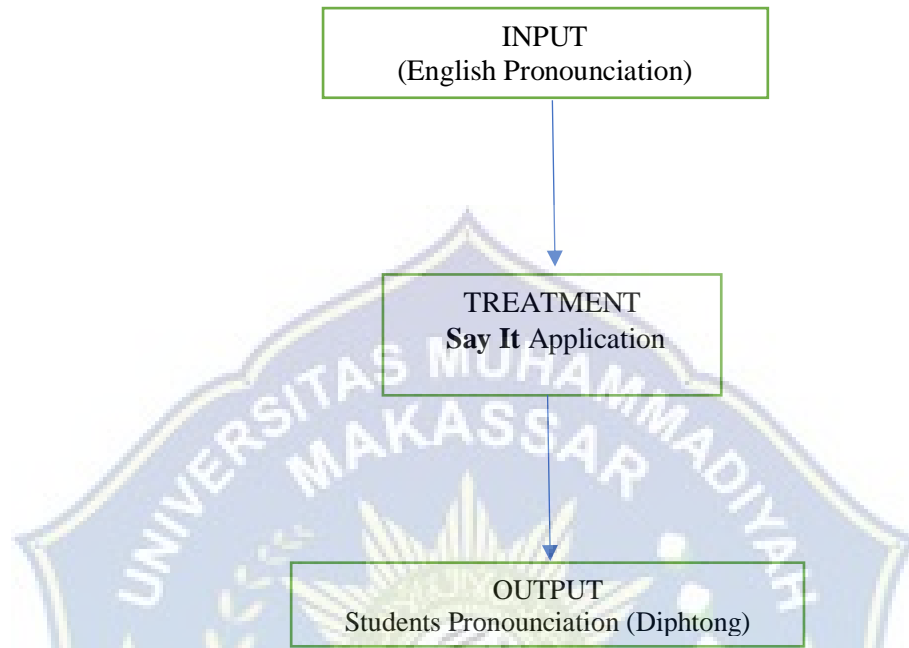 INPUT
(English Pronounciation)
TREATMENT
Say It Application
UNIVERSITAS MUHAMMADIYAH
MAKASSAR
OUTPUT
Students Pronounciation (Diphtong)